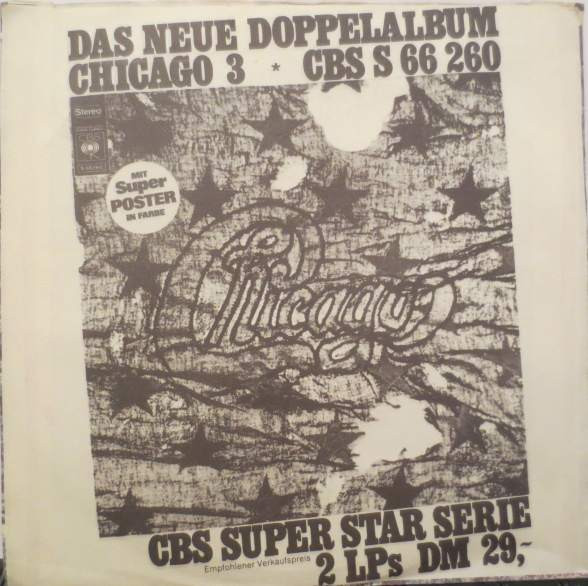 DAS NEUE DOPPELALBUM
CHICAGO 3 * CBS S 66 260
Stereo
CBS
MIT
Super
POSTER
IN FARBE
Chicago
CBS SUPER STAR SERIE
Empfohlener Verkaufspreis
2 LPs DM 29,-